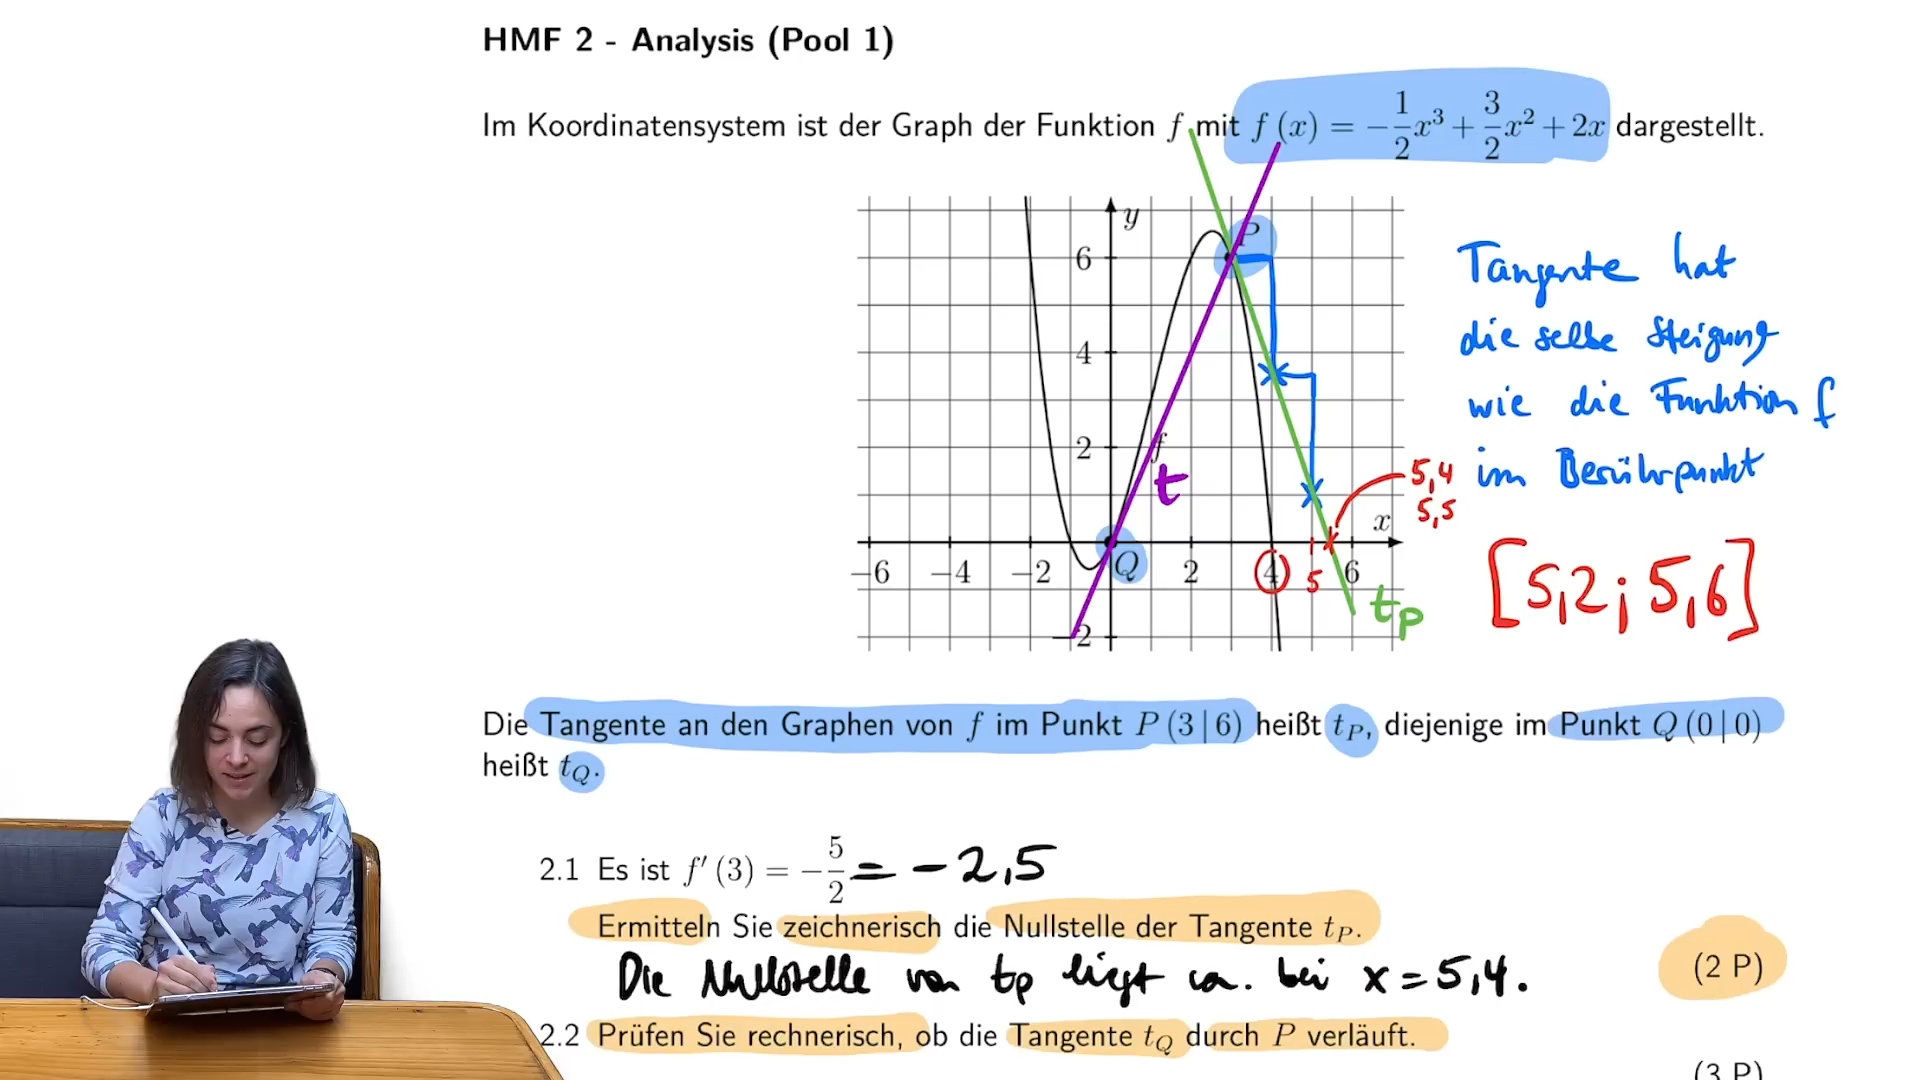 HMF 2 - Analysis (Pool 1)
Im Koordinatensystem ist der Graph der Funktion f mit f (x) = −1/2x³ + 3/2x² + 2x dargestellt.
y
P
6
4
2
f
t
x
−6 −4 −2 Q 2 4 5 6
−2
tP
Tangente hat
die selbe Steigung
wie die Funktion f
im Berührpunkt
5,4
5,5
[5,2; 5,6]
Die Tangente an den Graphen von f im Punkt P (3 | 6) heißt tP, diejenige im Punkt Q (0 | 0)
heißt tQ.
2.1 Es ist f′ (3) = −5/2. = −2,5
Ermitteln Sie zeichnerisch die Nullstelle der Tangente tP.
(2 P)
Die Nullstelle von tp liegt ca. bei x = 5,4.
2.2 Prüfen Sie rechnerisch, ob die Tangente tQ durch P verläuft.
(3 P)